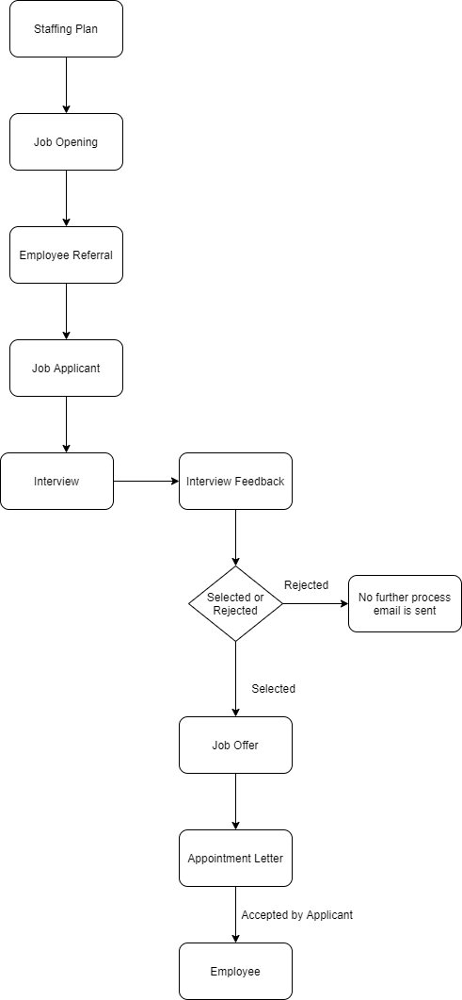 Staffing Plan
Job Opening
Employee Referral
Job Applicant
Interview
Interview Feedback
Selected or
Rejected
Rejected
No further process
email is sent
Selected
Job Offer
Appointment Letter
Accepted by Applicant
Employee